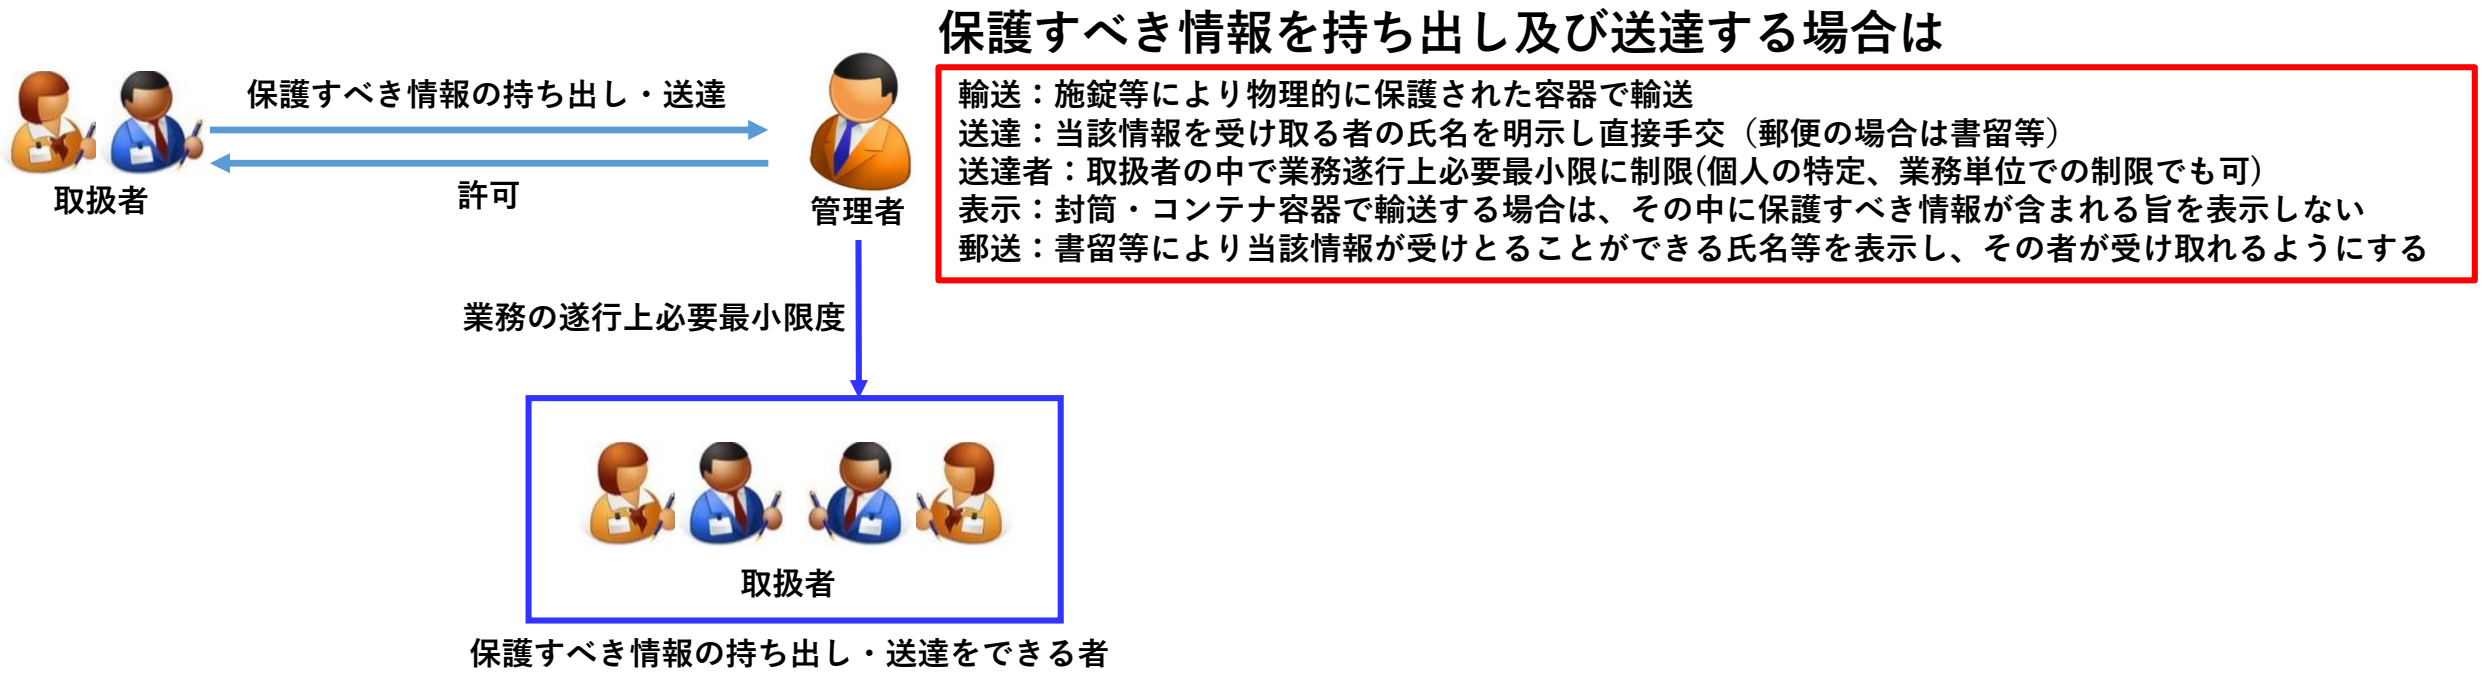 保護すべき情報を持ち出し及び送達する場合は
保護すべき情報の持ち出し・送達
許可
取扱者
管理者
輸送：施錠等により物理的に保護された容器で輸送
送達：当該情報を受け取る者の氏名を明示し直接手交（郵便の場合は書留等）
送達者：取扱者の中で業務遂行上必要最小限に制限(個人の特定、業務単位での制限でも可)
表示：封筒・コンテナ容器で輸送する場合は、その中に保護すべき情報が含まれる旨を表示しない
郵送：書留等により当該情報が受けとることができる氏名等を表示し、その者が受け取れるようにする
業務の遂行上必要最小限度
取扱者
保護すべき情報の持ち出し・送達をできる者